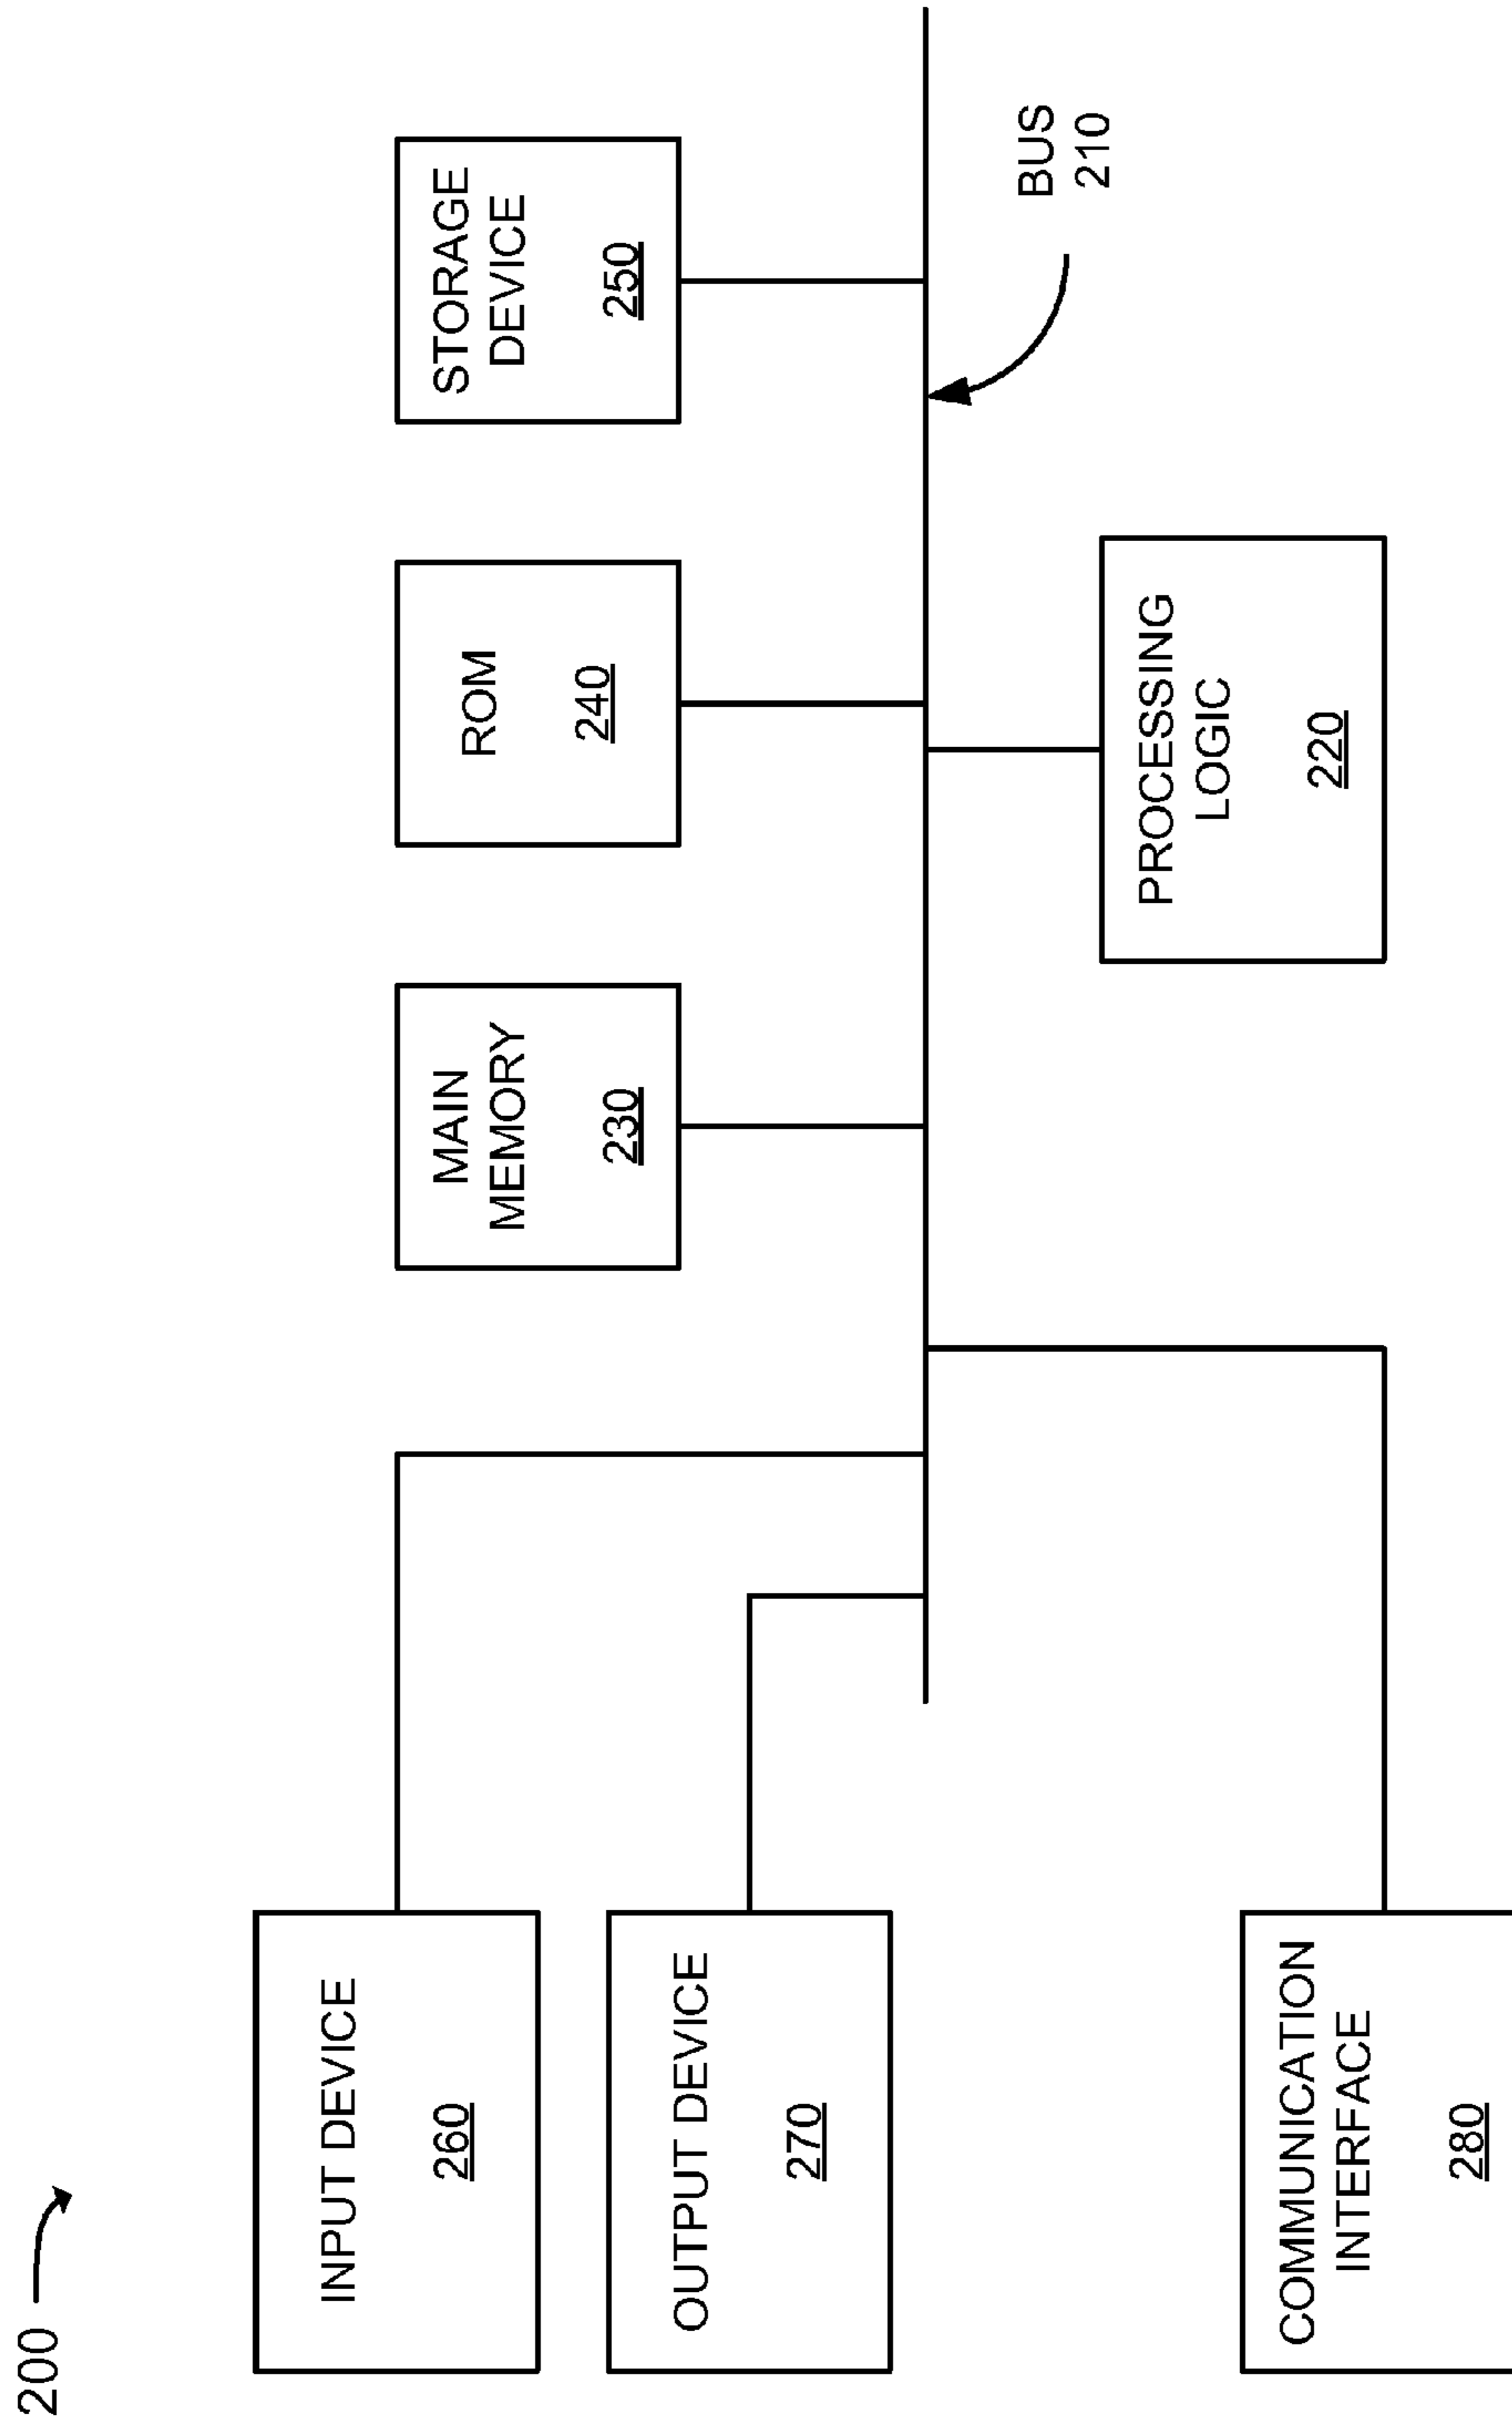 200
INPUT DEVICE
260
OUTPUT DEVICE
270
COMMUNICATION
INTERFACE
280
MAIN
MEMORY
230
ROM
240
STORAGE
DEVICE
250
PROCESSING
LOGIC
220
BUS
210